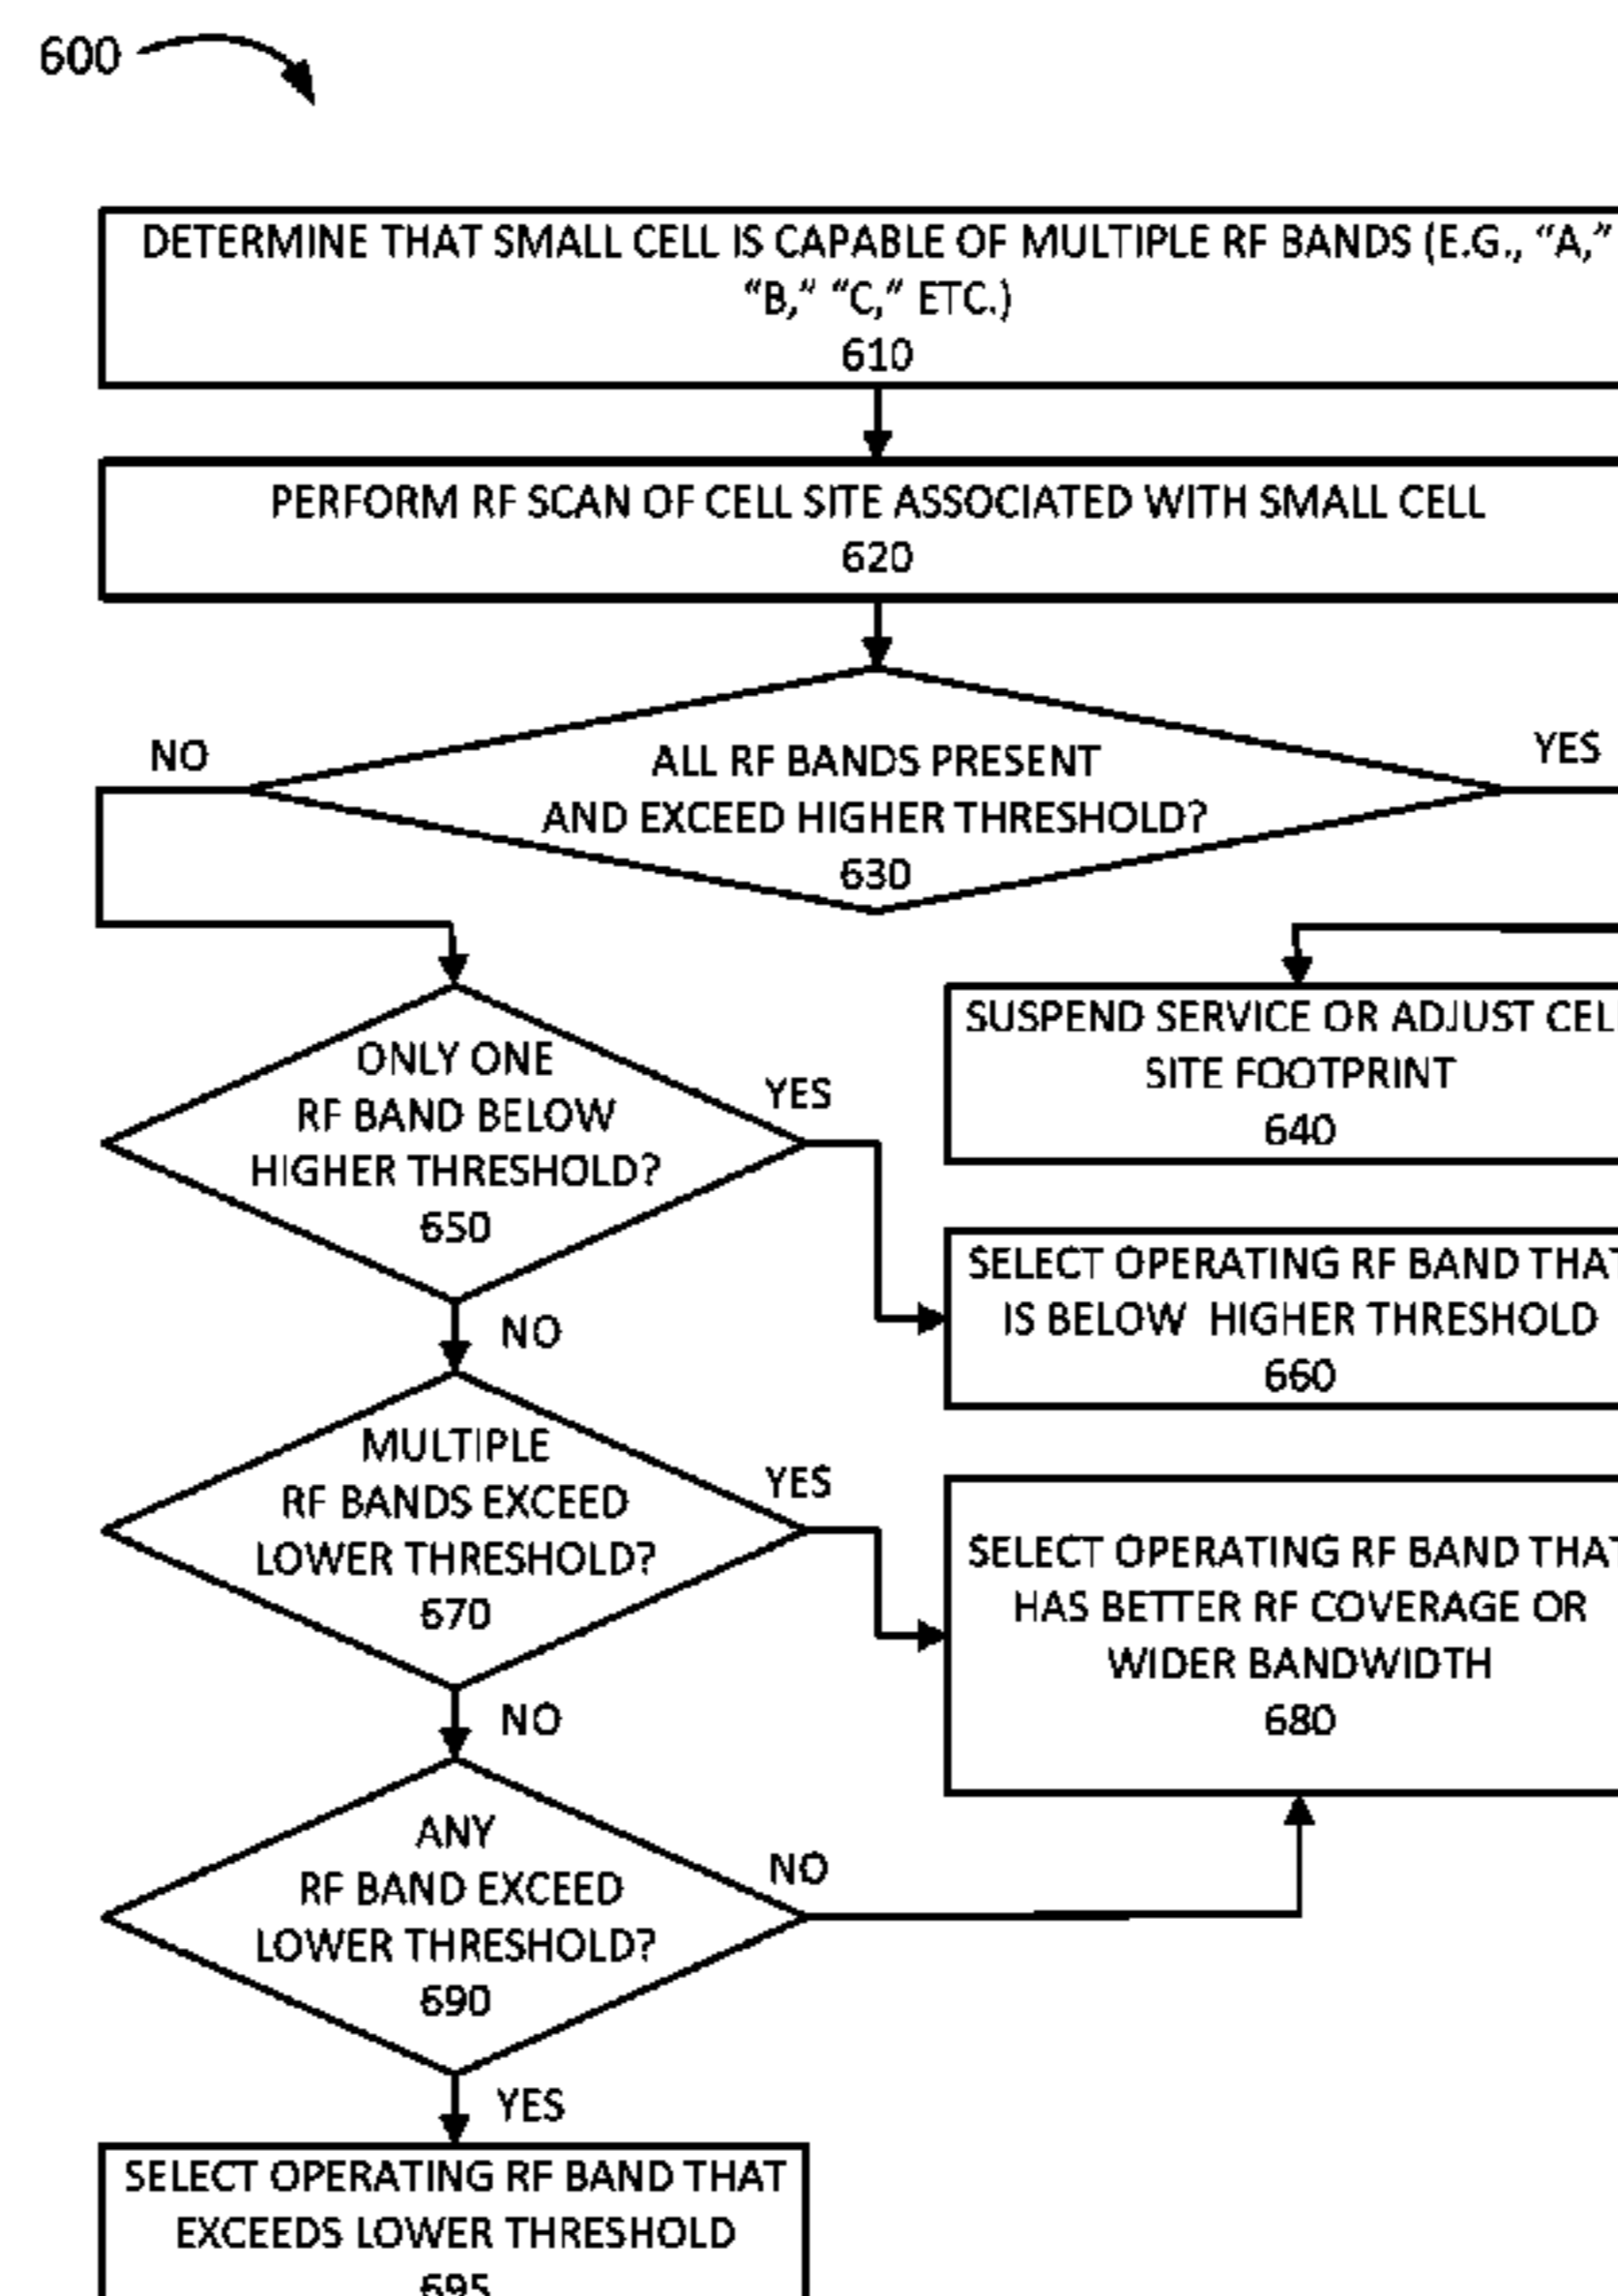 600
DETERMINE THAT SMALL CELL IS CAPABLE OF MULTIPLE RF BANDS (E.G., “A,”
“B,” “C,” ETC.)
610
PERFORM RF SCAN OF CELL SITE ASSOCIATED WITH SMALL CELL
620
NO
YES
ALL RF BANDS PRESENT
AND EXCEED HIGHER THRESHOLD?
630
SUSPEND SERVICE OR ADJUST CELL
SITE FOOTPRINT
640
ONLY ONE
RF BAND BELOW
HIGHER THRESHOLD?
650
YES
NO
SELECT OPERATING RF BAND THAT
IS BELOW HIGHER THRESHOLD
660
MULTIPLE
RF BANDS EXCEED
LOWER THRESHOLD?
670
YES
NO
SELECT OPERATING RF BAND THAT
HAS BETTER RF COVERAGE OR
WIDER BANDWIDTH
680
ANY
RF BAND EXCEED
LOWER THRESHOLD?
690
NO
YES
SELECT OPERATING RF BAND THAT
EXCEEDS LOWER THRESHOLD
695